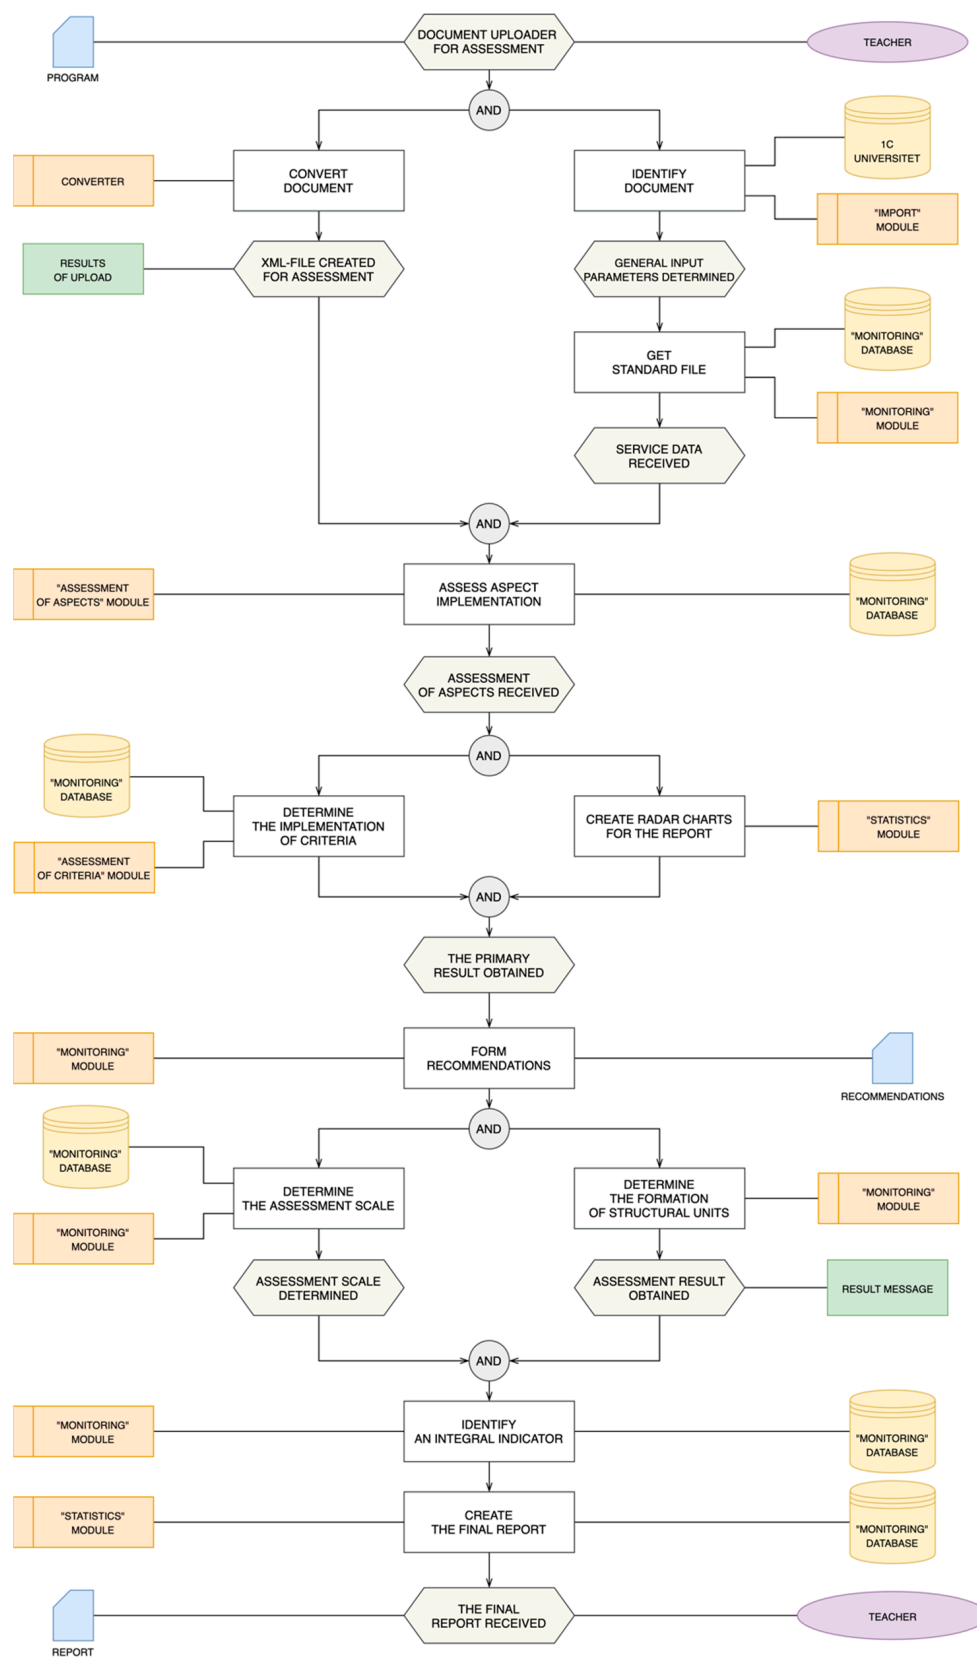 DOCUMENT UPLOADER
FOR ASSESSMENT
TEACHER
PROGRAM
AND
1C
UNIVERSITET
CONVERTER
CONVERT
DOCUMENT
IDENTIFY
DOCUMENT
"IMPORT"
MODULE
RESULTS
OF UPLOAD
XML-FILE CREATED
FOR ASSESSMENT
GENERAL INPUT
PARAMETERS DETERMINED
"MONITORING"
DATABASE
GET
STANDARD FILE
"MONITORING"
MODULE
SERVICE DATA
RECEIVED
AND
"ASSESSMENT
OF ASPECTS" MODULE
ASSESS ASPECT
IMPLEMENTATION
"MONITORING"
DATABASE
ASSESSMENT
OF ASPECTS RECEIVED
AND
"MONITORING"
DATABASE
DETERMINE
THE IMPLEMENTATION
OF CRITERIA
CREATE RADAR CHARTS
FOR THE REPORT
"STATISTICS"
MODULE
"ASSESSMENT
OF CRITERIA" MODULE
AND
THE PRIMARY
RESULT OBTAINED
"MONITORING"
MODULE
FORM
RECOMMENDATIONS
RECOMMENDATIONS
AND
"MONITORING"
DATABASE
DETERMINE
THE ASSESSMENT SCALE
DETERMINE
THE FORMATION
OF STRUCTURAL UNITS
"MONITORING"
MODULE
"MONITORING"
MODULE
ASSESSMENT SCALE
DETERMINED
ASSESSMENT RESULT
OBTAINED
RESULT MESSAGE
AND
"MONITORING"
MODULE
IDENTIFY
AN INTEGRAL INDICATOR
"MONITORING"
DATABASE
"STATISTICS"
MODULE
CREATE
THE FINAL REPORT
"MONITORING"
DATABASE
THE FINAL
REPORT RECEIVED
TEACHER
REPORT